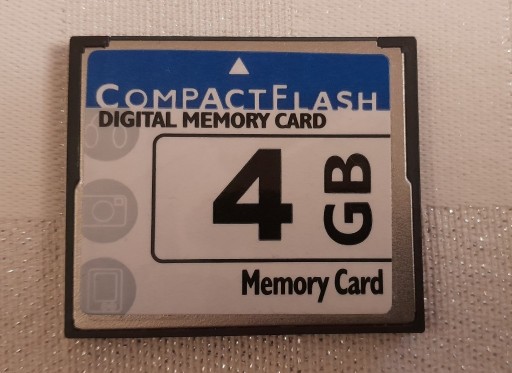 COMPACTFLASH
DIGITAL MEMORY CARD
4 GB
Memory Card